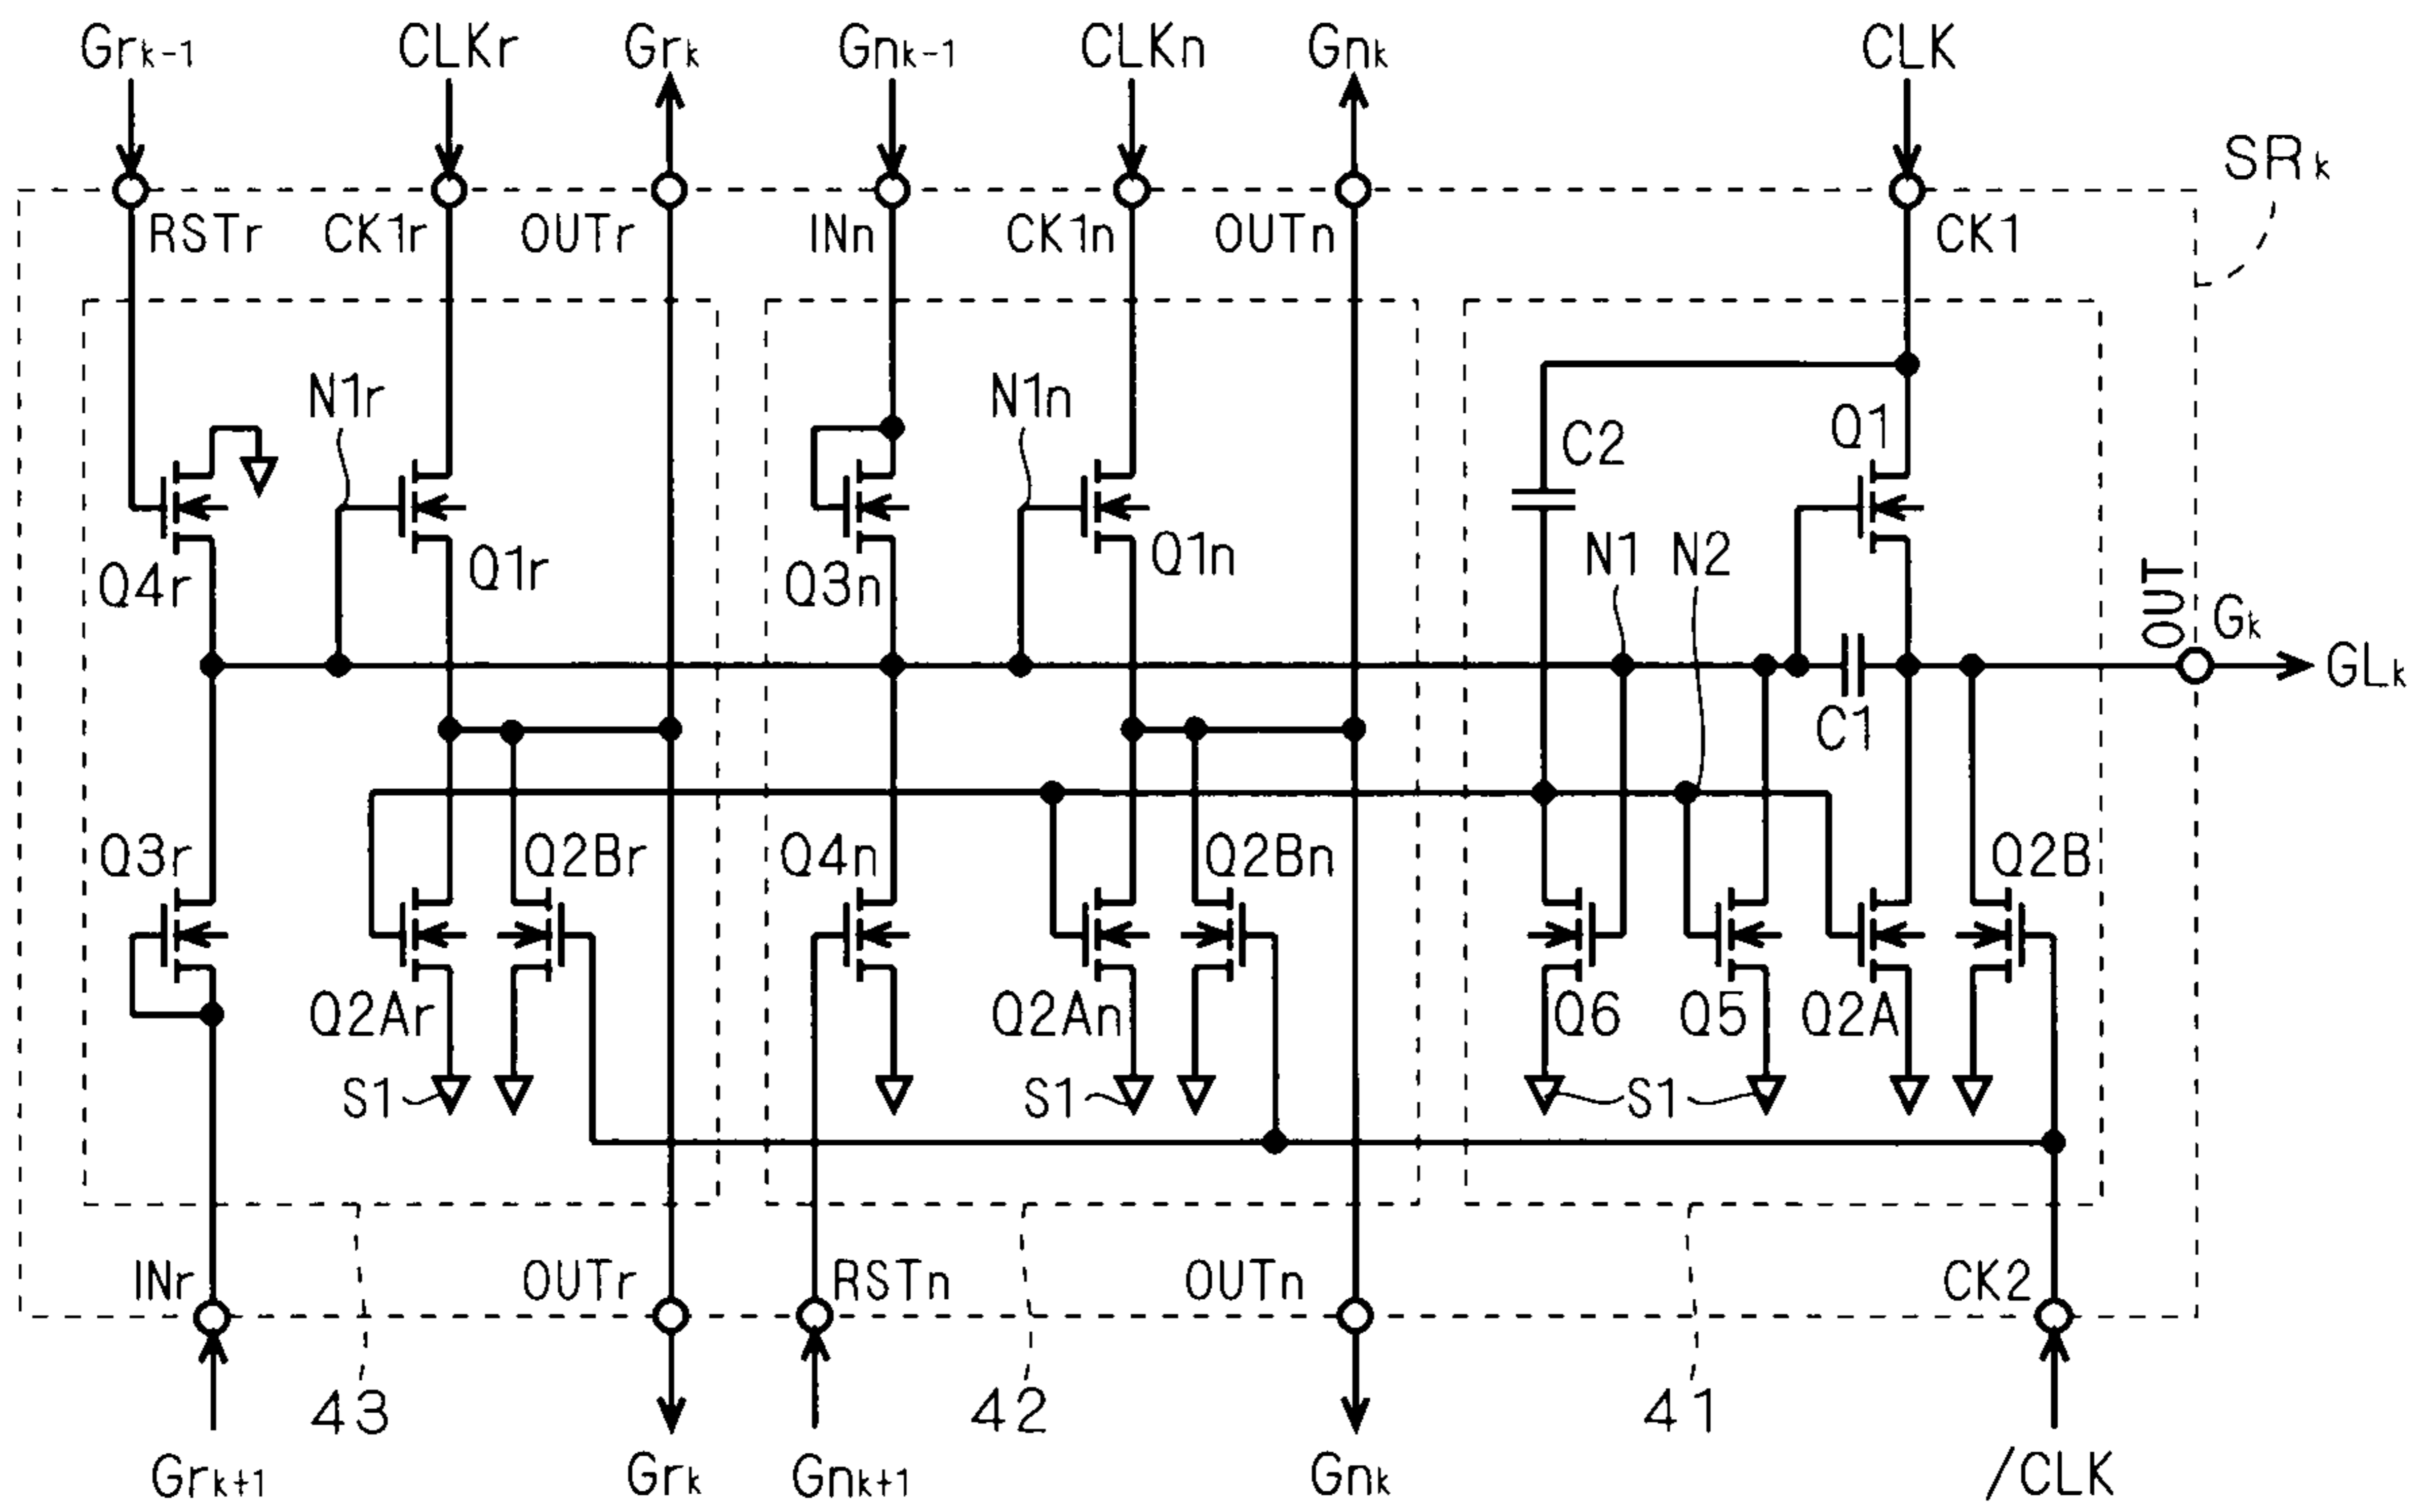 Grk-1 CLKr Grk Gnk-1 CLKn Gnk CLK
SRk
RSTr CK1r OUTr INn CK1n OUTn CK1
N1r N1n Q1
C2
Q4r Q1r Q3n Q1n N1 N2 OUT Gk
GLk
C1
Q3r Q2Br Q4n Q2Bn Q2B
Q2Ar Q2An Q6 Q5 Q2A
S1 S1 S1
INr OUTr RSTn OUTn CK2
43 42 41
Grk+1 Grk Gnk+1 Gnk /CLK